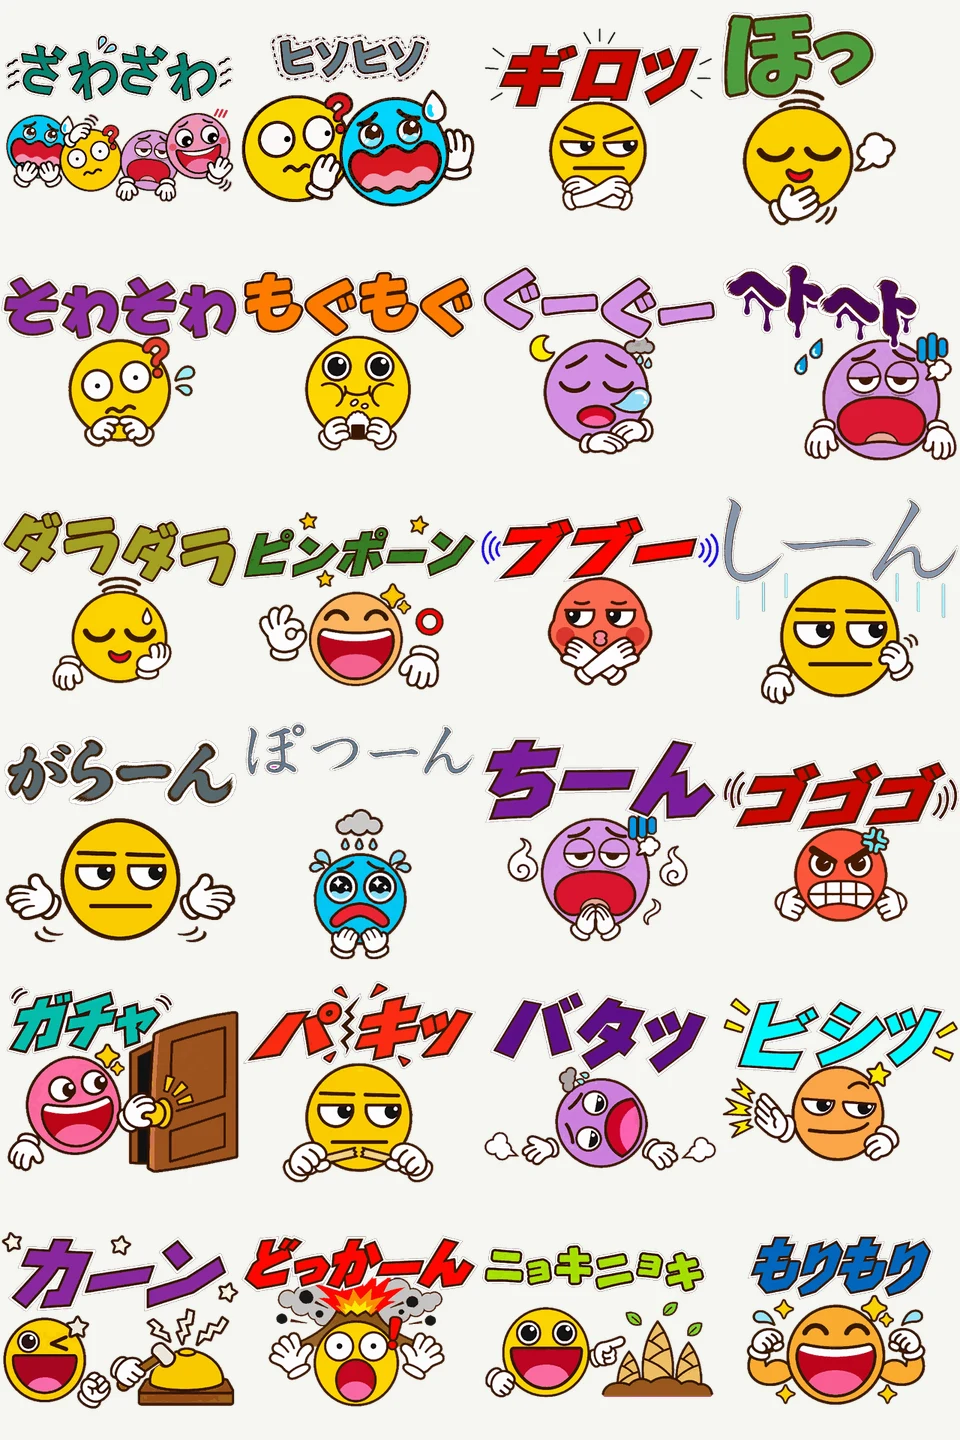 ざわざわ
ヒソヒソ
ギロッ
ほっ
そわそわ
もぐもぐ
ぐーぐー
ヘトヘト
ダラダラ
ピンポーン
ブブー
しーん
がらーん
ぽつーん
ちーん
ゴゴゴ
ガチャ
パキッ
バタッ
ビシッ
カーン
どっかーん
ニョキニョキ
もりもり